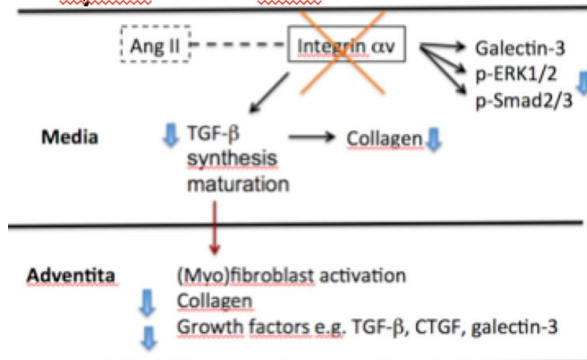 Ang II
Integrin αv
Galectin-3
p-ERK1/2
p-Smad2/3
Media
TGF-β
synthesis
maturation
Collagen
Adventita
(Myo)fibroblast activation
Collagen
Growth factors e.g. TGF-β, CTGF, galectin-3